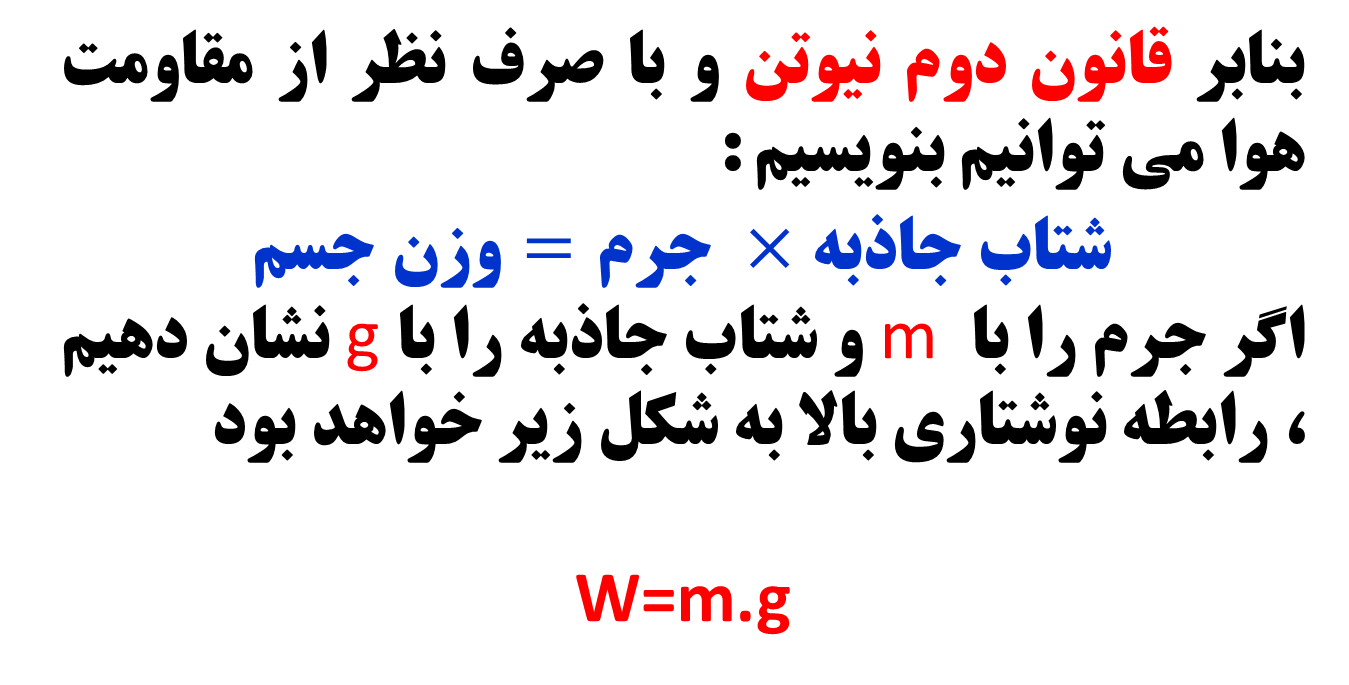 بنابر قانون دوم نیوتن و با صرف نظر از مقاومت
هوا می توانیم بنویسیم :
شتاب جاذبه × جرم = وزن جسم
اگر جرم را با m و شتاب جاذبه را با g نشان دهیم
، رابطه نوشتاری بالا به شکل زیر خواهد بود
W=m.g